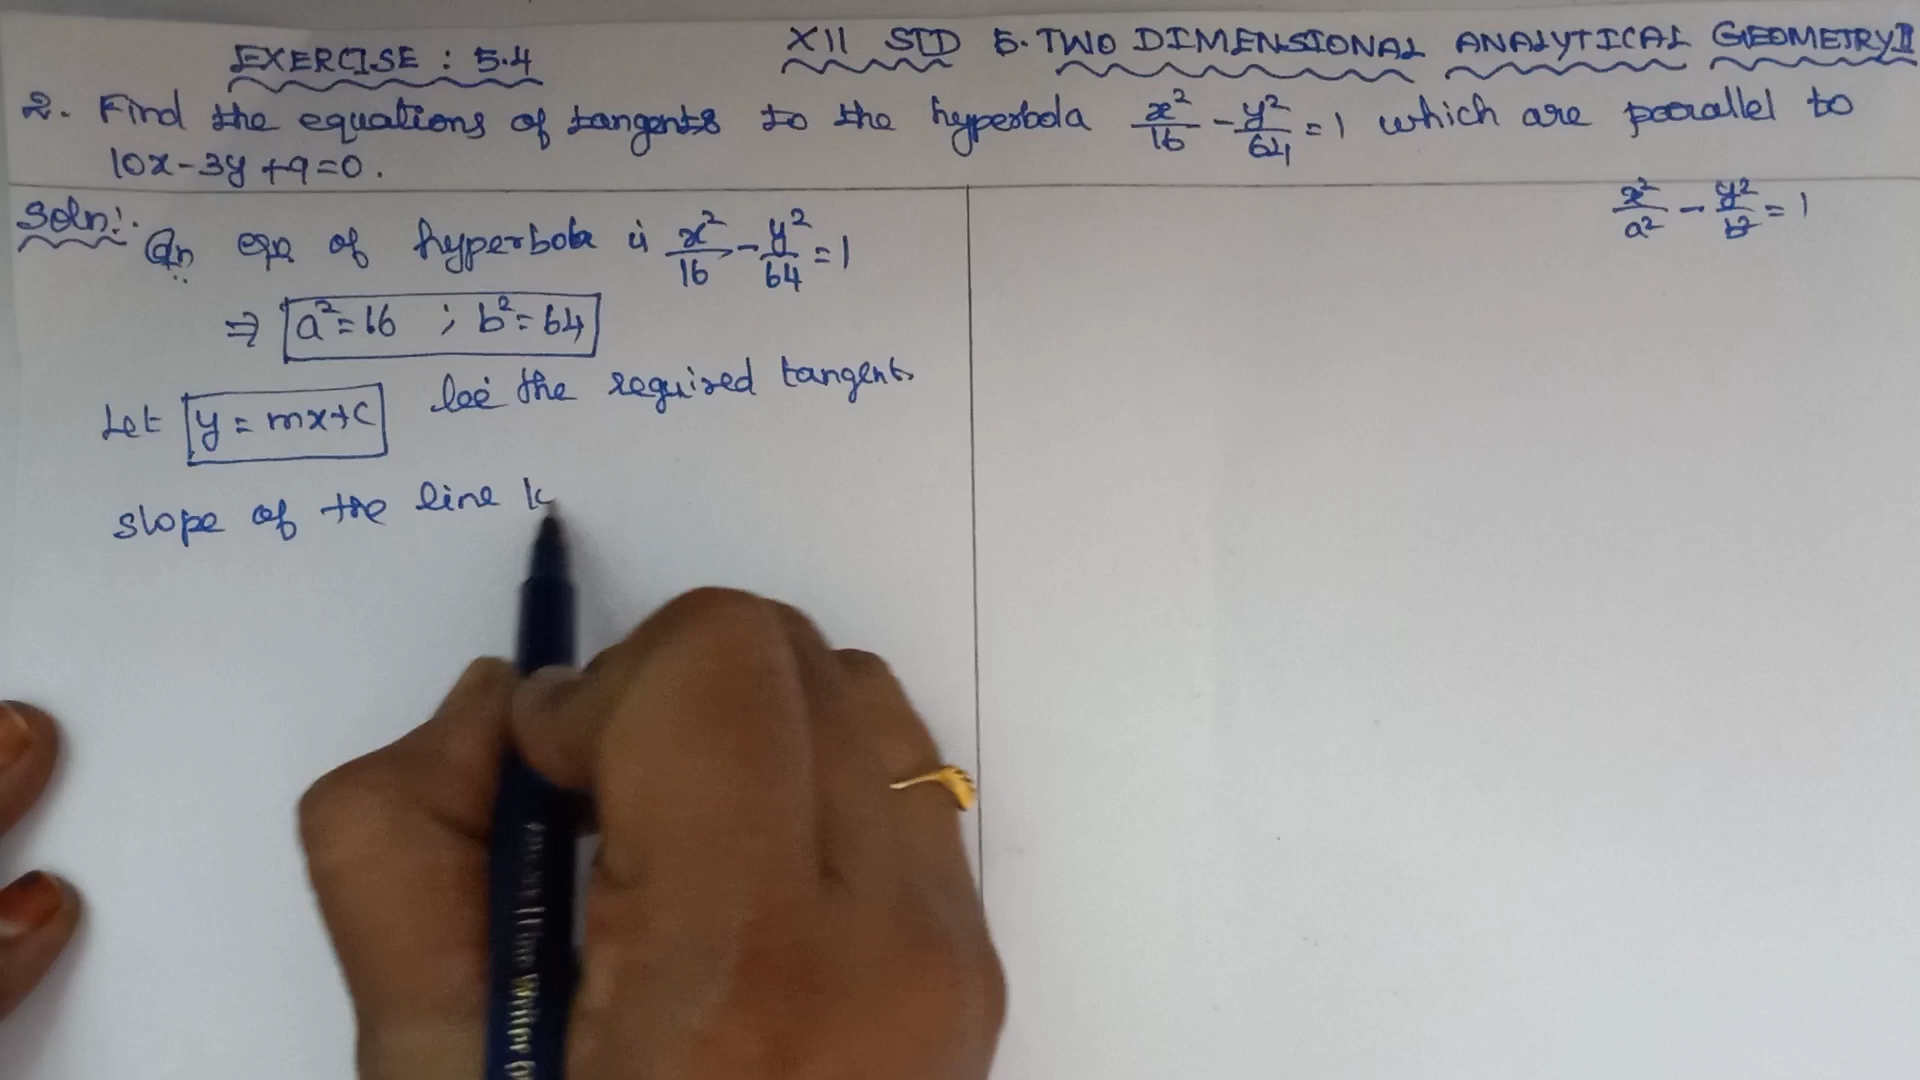 EXERCISE : 5.4 XII STD 5. TWO DIMENSIONAL ANALYTICAL GEOMETRY II
2. Find the equations of tangents to the hyperbola x²/16 - y²/64 = 1 which are parallel to
10x-3y+9=0.
Soln:
Gn eqn of hyperbola is x²/16 - y²/64 = 1
⇒ a²=16 ; b²=64
Let y = mx+c be the required tangents
slope of the line
x²/a² - y²/b² = 1